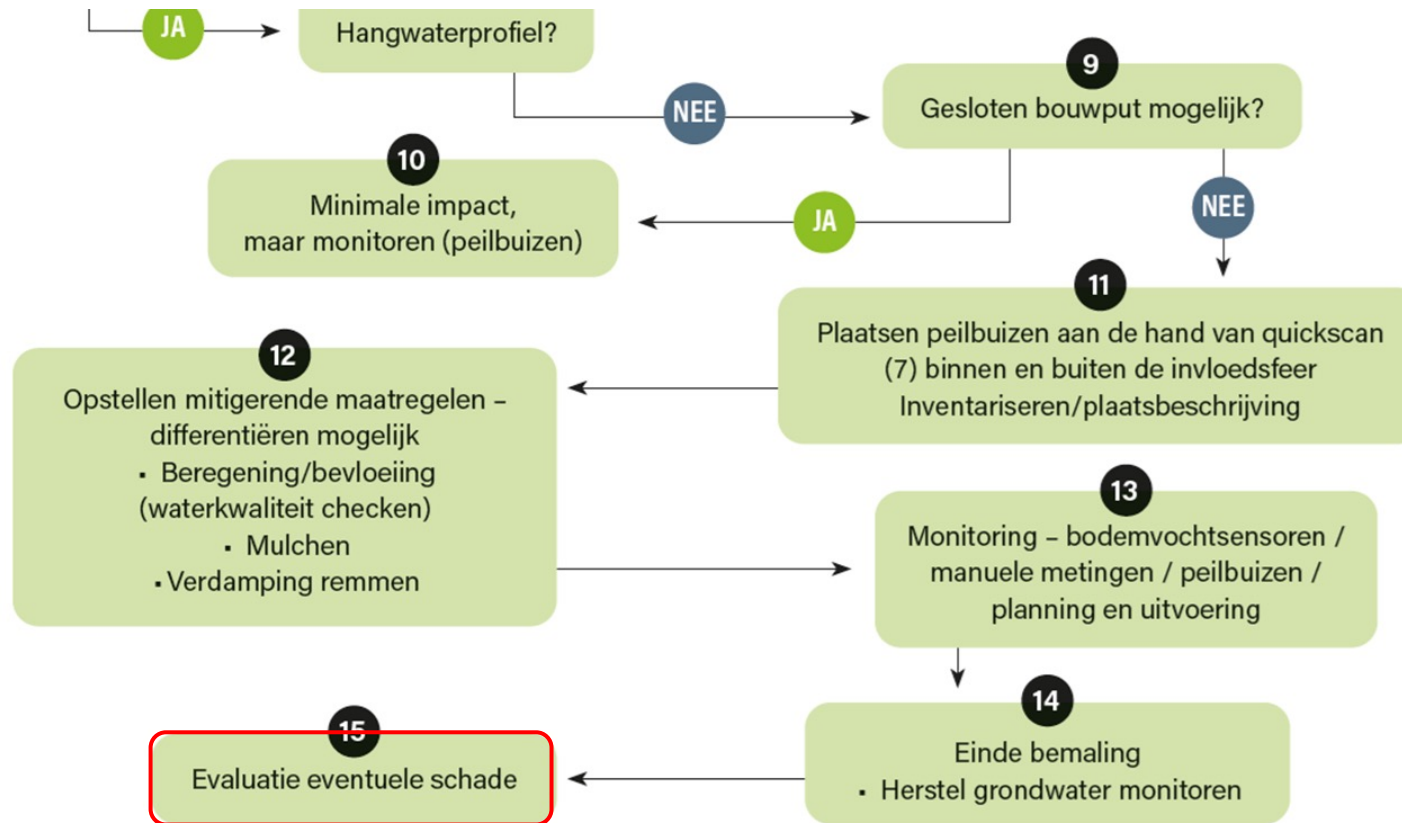 JA
Hangwaterprofiel?
NEE
9
Gesloten bouwput mogelijk?
10
Minimale impact,
maar monitoren (peilbuizen)
JA
NEE
11
Plaatsen peilbuizen aan de hand van quickscan
(7) binnen en buiten de invloedsfeer
Inventariseren/plaatsbeschrijving
12
Opstellen mitigerende maatregelen –
differentiëren mogelijk
▪ Beregening/bevloeiing
(waterkwaliteit checken)
▪ Mulchen
▪ Verdamping remmen
13
Monitoring – bodemvochtsensoren /
manuele metingen / peilbuizen /
planning en uitvoering
14
Einde bemaling
▪ Herstel grondwater monitoren
15
Evaluatie eventuele schade